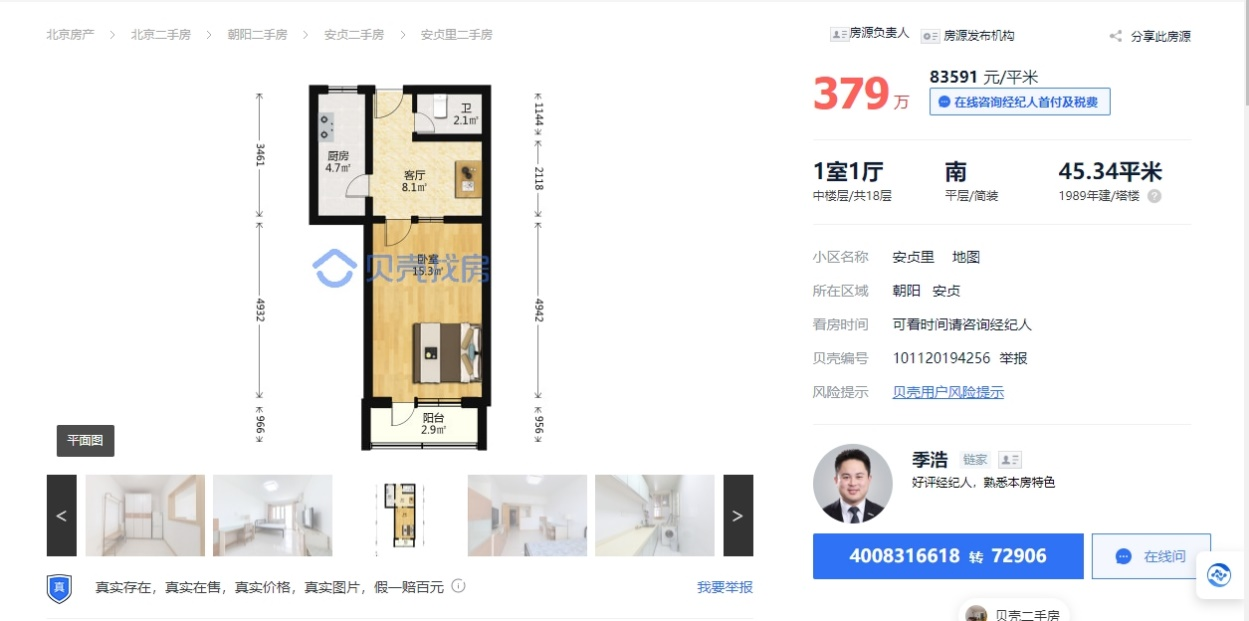 北京房产 > 北京二手房 > 朝阳二手房 > 安贞二手房 > 安贞里二手房
房源负责人 房源发布机构 分享此房源
379万
83591 元/平米
在线咨询经纪人首付及税费
1室1厅 南 45.34平米
中楼层/共18层 平层/简装 1989年建/塔楼 ?
小区名称 安贞里 地图
所在区域 朝阳 安贞
看房时间 可看时间请咨询经纪人
贝壳编号 101120194256 举报
风险提示 贝壳用户风险提示
季浩 链家
好评经纪人，熟悉本房特色
4008316618 转 72906 在线问
贝壳二手房
卫
2.1㎡
厨房
4.7㎡
客厅
8.1㎡
卧室
15.3㎡
贝壳找房
阳台
2.9㎡
3461
4932
966
1144
2118
4942
956
平面图
< >
真 真实存在，真实在售，真实价格，真实图片，假一赔百元 我要举报